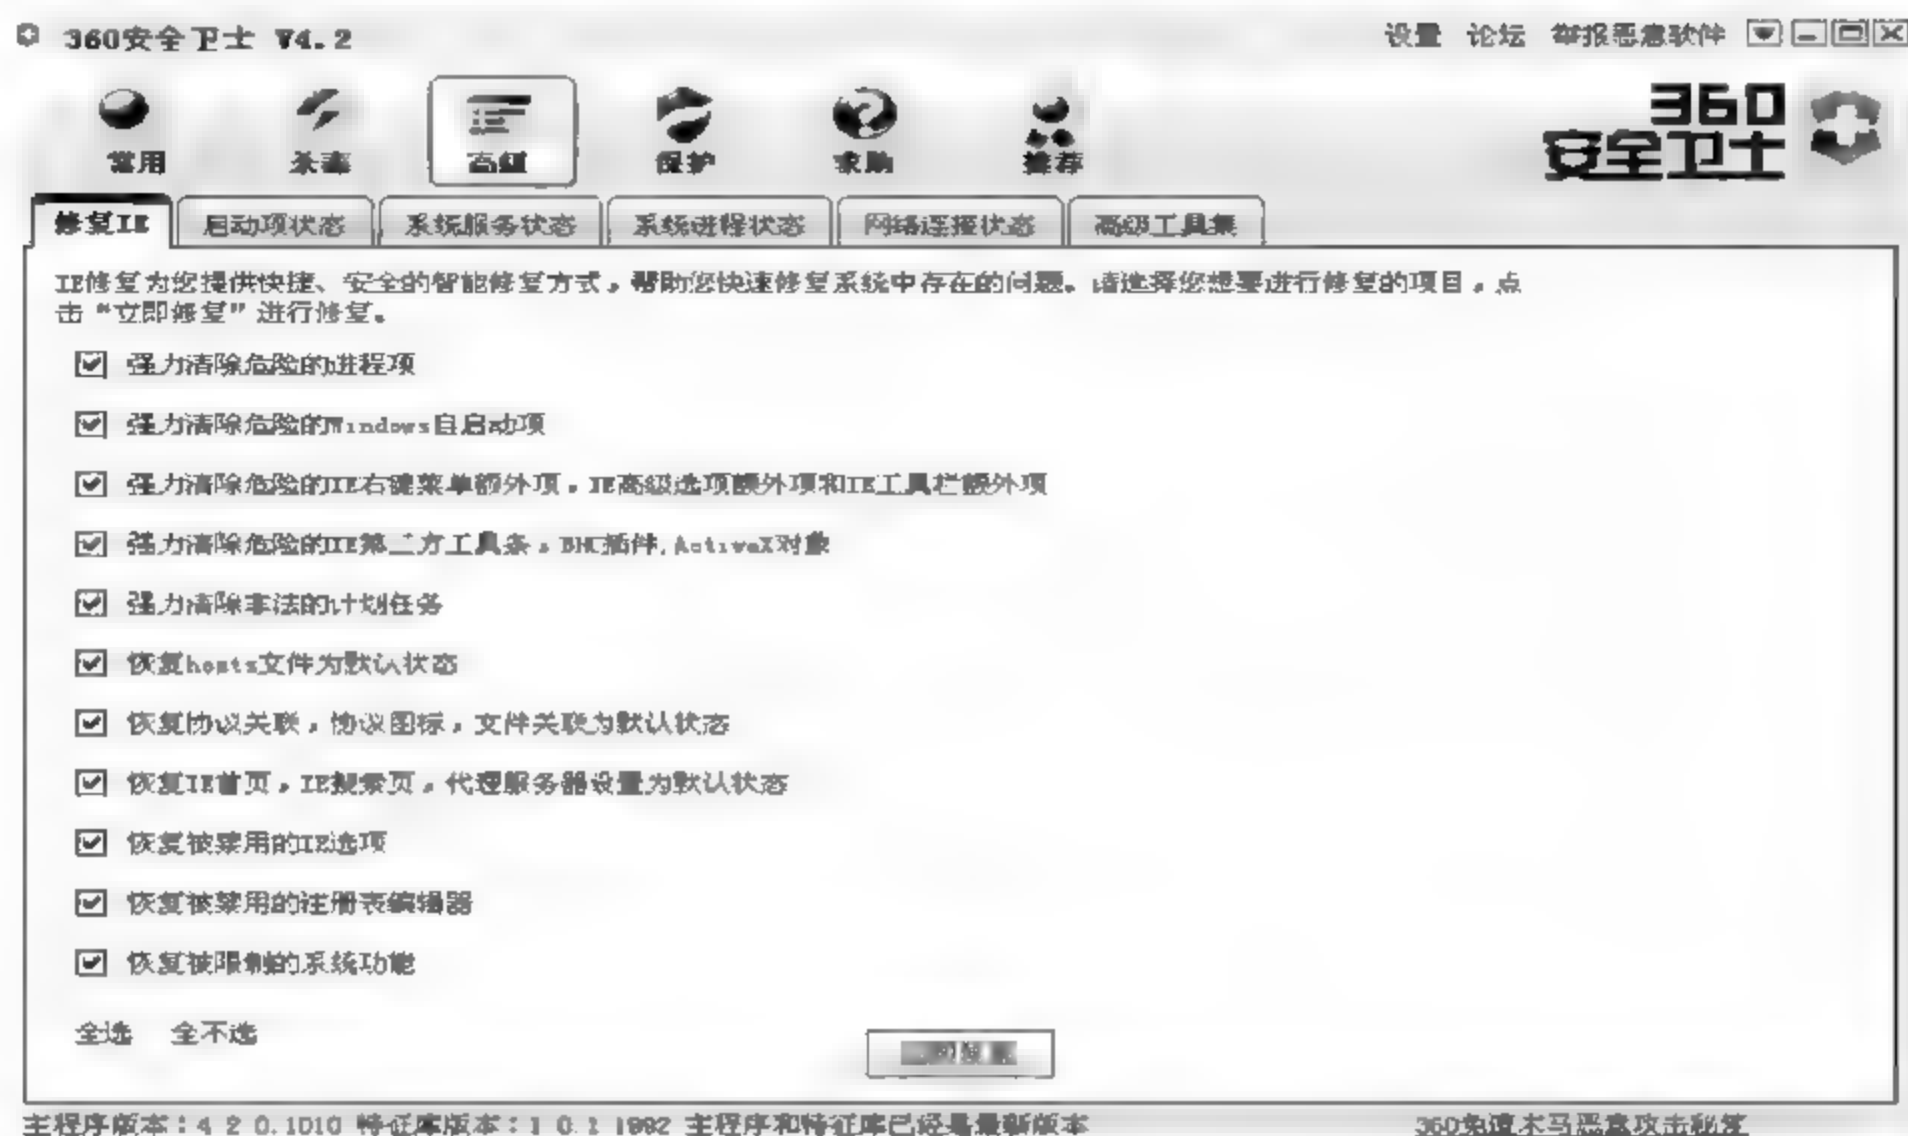 360安全卫士 V4.2
设置 论坛 举报恶意软件
常用 杀毒 高级 保护 求助 推荐
360
安全卫士
修复IE 启动项状态 系统服务状态 系统进程状态 网络连接状态 高级工具集
IE修复为您提供快捷、安全的智能修复方式，帮助您快速修复系统中存在的问题。请选择您想要进行修复的项目，点
击“立即修复”进行修复。
强力清除危险的进程项
强力清除危险的Windows自启动项
强力清除危险的IE右键菜单额外项，IE高级选项额外项和IE工具栏额外项
强力清除危险的IE第三方工具条，BHO插件,ActiveX对象
强力清除非法的计划任务
恢复hosts文件为默认状态
恢复协议关联，协议图标，文件关联为默认状态
恢复IE首页，IE搜索页，代理服务器设置为默认状态
恢复被禁用的IE选项
恢复被禁用的注册表编辑器
恢复被限制的系统功能
全选 全不选
主程序版本：4.2.0.1010 特征库版本：1.0.1.1992 主程序和特征库已经是最新版本
360免遭木马恶意攻击秘笈